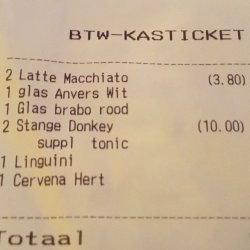 BTW-KASTICKET
2 Latte Macchiato (3.80)
1 glas Anvers Wit
1 Glas brabo rood
2 Stange Donkey (10.00)
suppl tonic
1 Linguini
1 Cervena Hert
Totaal